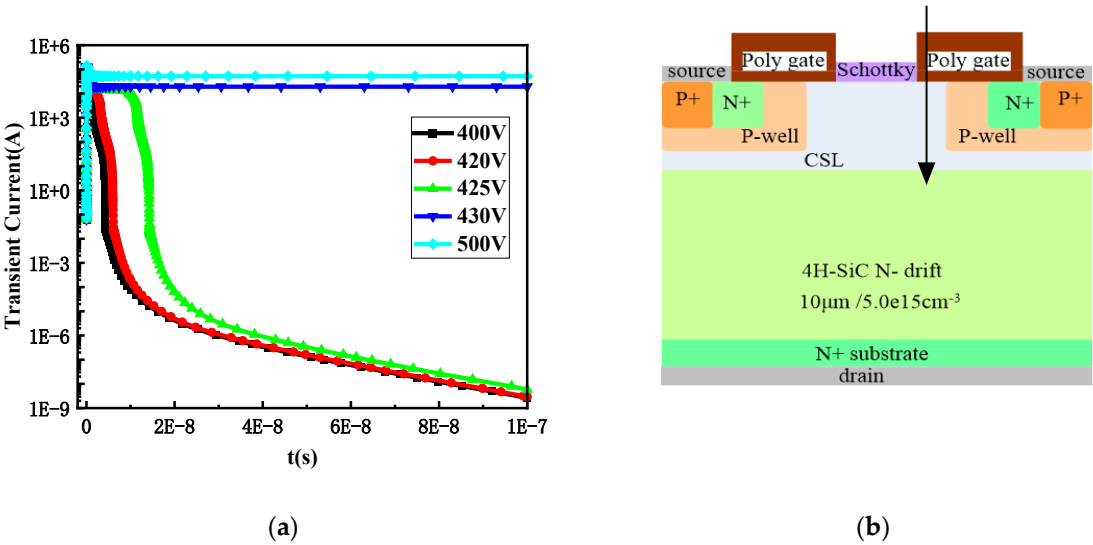 1E+6
1E+3
1E+0
1E-3
1E-6
1E-9
Transient Current(A)
0
2E-8
4E-8
6E-8
8E-8
1E-7
t(s)
400V
420V
425V
430V
500V
(a)
source
Poly gate
Schottky
Poly gate
source
P+
N+
N+
P+
P-well
P-well
CSL
4H-SiC N- drift
10μm /5.0e15cm⁻³
N+ substrate
drain
(b)